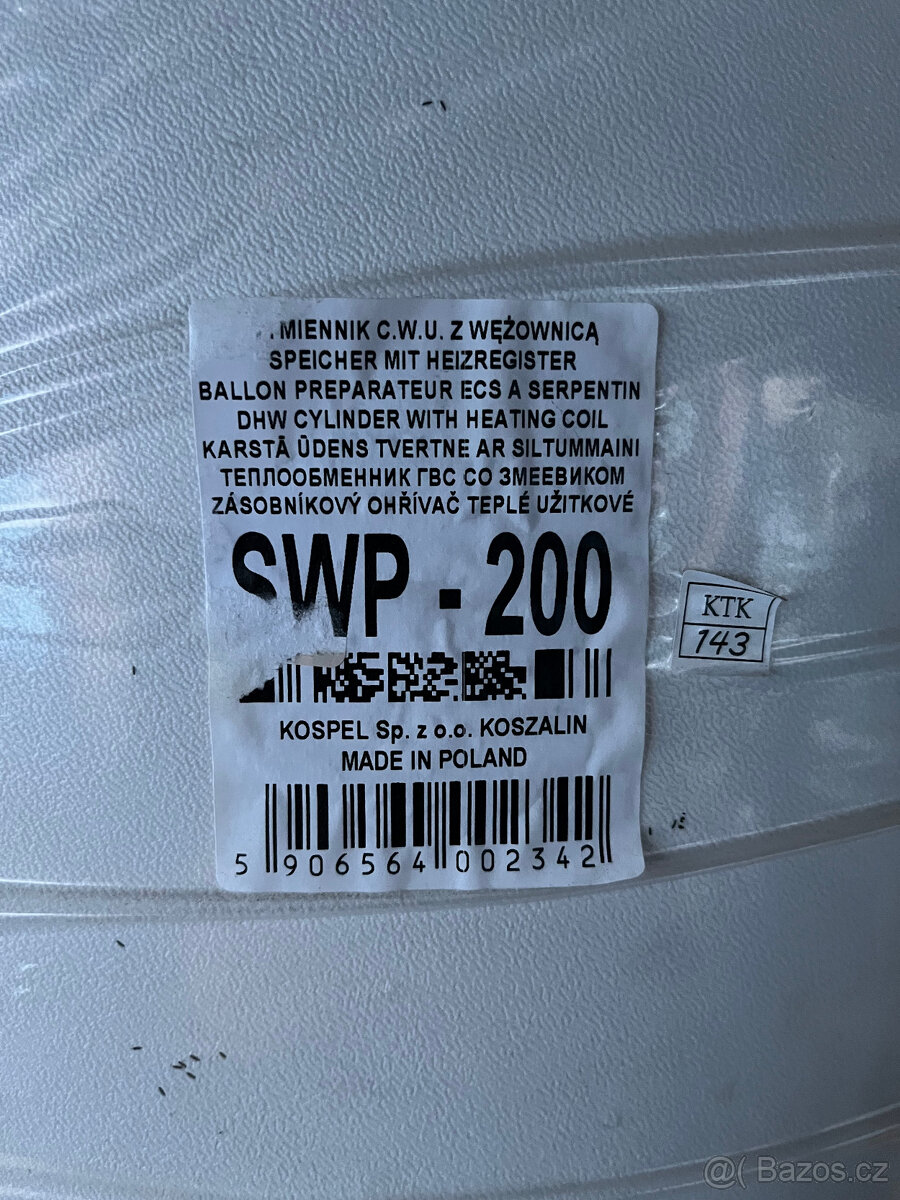 MIENNIK C.W.U. Z WĘŻOWNICĄ
SPEICHER MIT HEIZREGISTER
BALLON PREPARATEUR ECS A SERPENTIN
DHW CYLINDER WITH HEATING COIL
KARSTĀ ŪDENS TVERTNE AR SILTUMMAINI
ТЕПЛООБМЕННИК ГВС СО ЗМЕЕВИКОМ
ZÁSOBNÍKOVÝ OHŘÍVAČ TEPLÉ UŽITKOVÉ
SWP - 200
KTK
143
KOSPEL Sp. z o.o. KOSZALIN
MADE IN POLAND
5 906564 002342
@( Bazos.cz